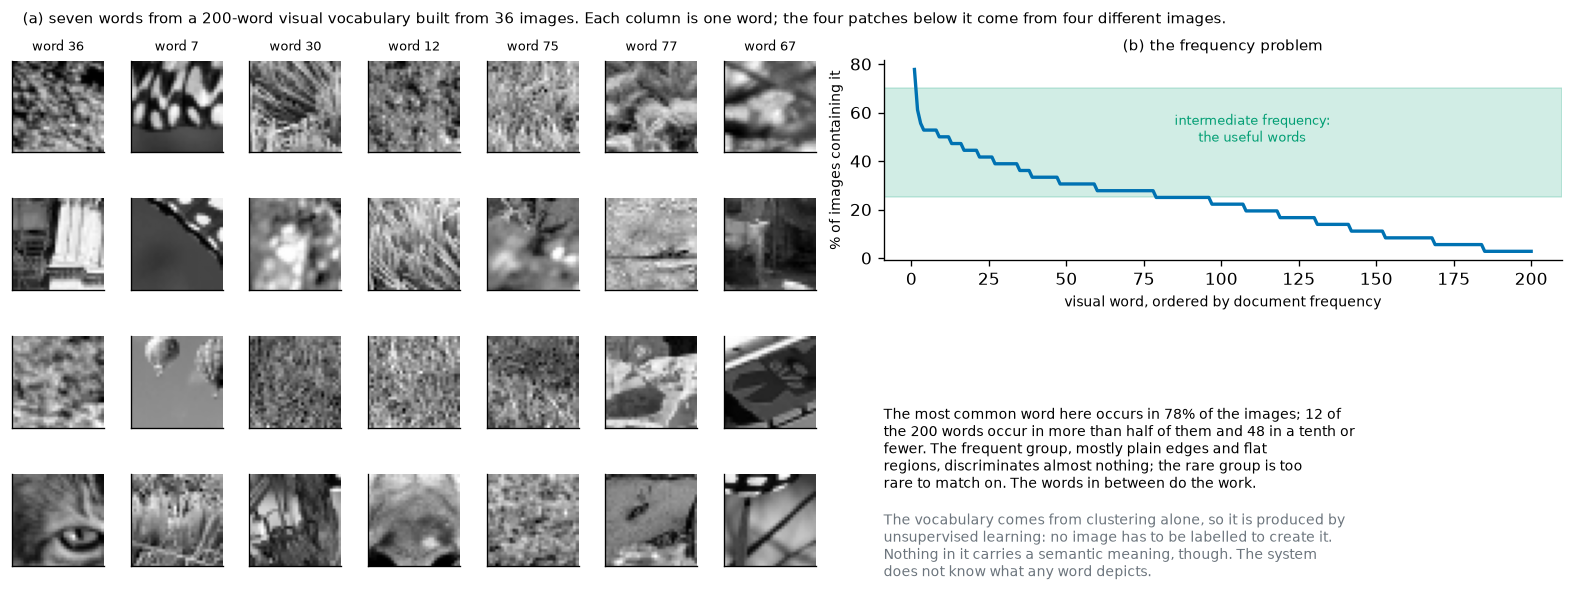 (a) seven words from a 200-word visual vocabulary built from 36 images. Each column is one word; the four patches below it come from four different images.
word 36
word 7
word 30
word 12
word 75
word 77
word 67
(b) the frequency problem
% of images containing it
80
60
40
20
0
intermediate frequency:
the useful words
0
25
50
75
100
125
150
175
200
visual word, ordered by document frequency
The most common word here occurs in 78% of the images; 12 of
the 200 words occur in more than half of them and 48 in a tenth or
fewer. The frequent group, mostly plain edges and flat
regions, discriminates almost nothing; the rare group is too
rare to match on. The words in between do the work.
The vocabulary comes from clustering alone, so it is produced by
unsupervised learning: no image has to be labelled to create it.
Nothing in it carries a semantic meaning, though. The system
does not know what any word depicts.